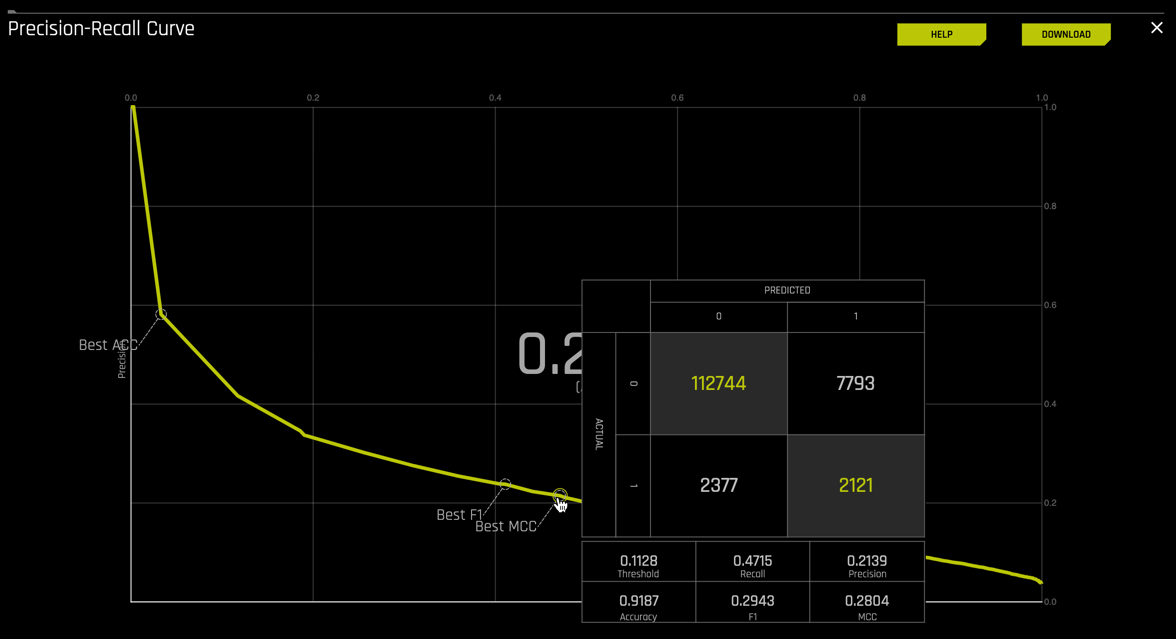 Precision-Recall Curve
HELP
DOWNLOAD
0.0 0.2 0.4 0.6 0.8 1.0
1.0
0.8
0.6
0.4
0.2
0.0
Precision
Best ACC
Best F1
Best MCC
0.2
PREDICTED
0 1
ACTUAL
0 112744 7793
1 2377 2121
0.1128 0.4715 0.2139
Threshold Recall Precision
0.9187 0.2943 0.2804
Accuracy F1 MCC